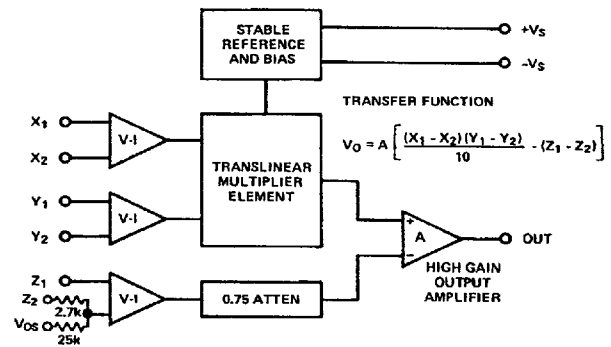 STABLE
REFERENCE
AND BIAS
+VS
−VS
TRANSFER FUNCTION
VO = A [ (X1 - X2)(Y1 - Y2) / 10 - (Z1 - Z2) ]
X1
X2
V-I
TRANSLINEAR
MULTIPLIER
ELEMENT
Y1
Y2
V-I
+
A
−
OUT
HIGH GAIN
OUTPUT
AMPLIFIER
Z1
Z2
2.7k
VOS
25k
V-I
0.75 ATTEN